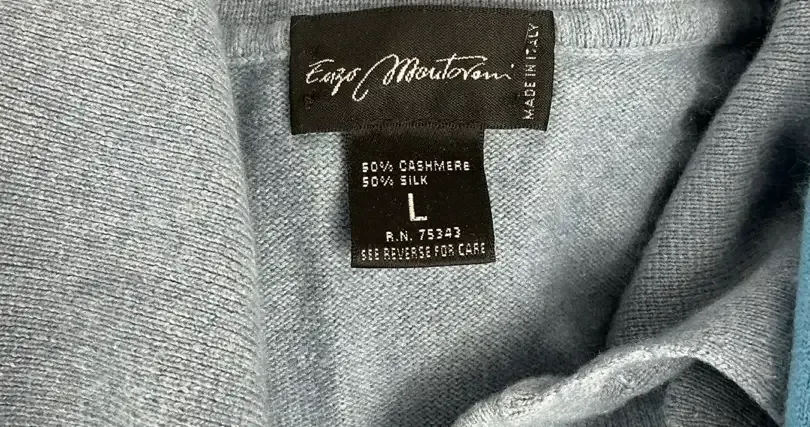 Enzo Mantovani
MADE IN ITALY
50% CASHMERE
50% SILK
L
R.N. 75343
SEE REVERSE FOR CARE